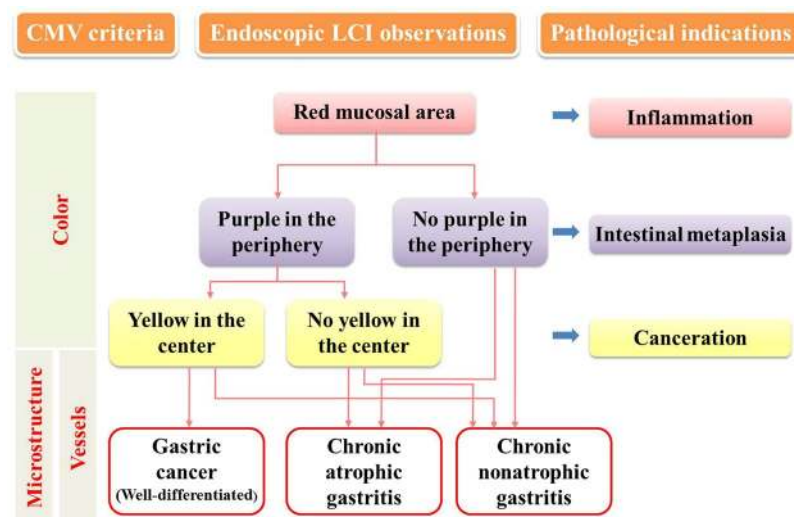 CMV criteria
Endoscopic LCI observations
Pathological indications
Color
Red mucosal area
Inflammation
Purple in the
periphery
No purple in
the periphery
Intestinal metaplasia
Yellow in the
center
No yellow in
the center
Canceration
Microstructure
Vessels
Gastric
cancer
(Well-differentiated)
Chronic
atrophic
gastritis
Chronic
nonatrophic
gastritis